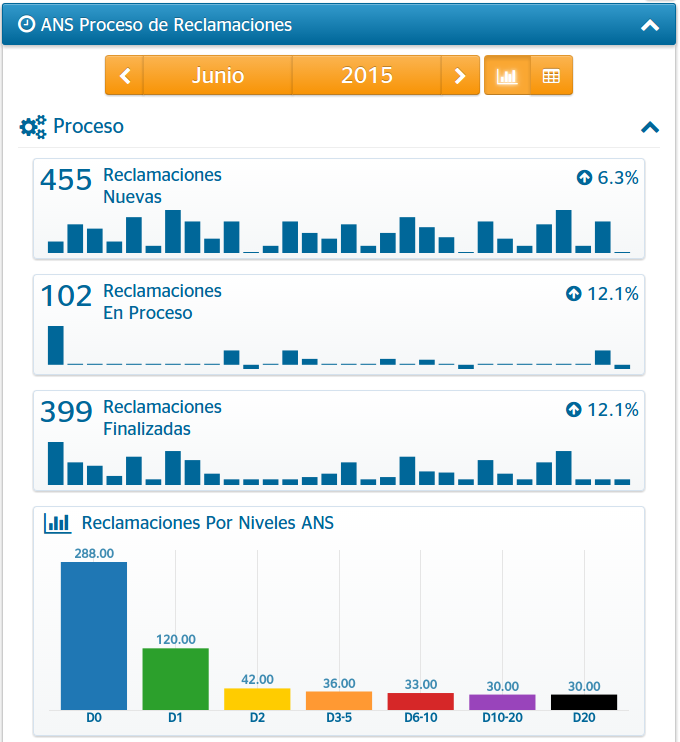 ANS Proceso de Reclamaciones
Junio 2015
Proceso
455 Reclamaciones Nuevas 6.3%
102 Reclamaciones En Proceso 12.1%
399 Reclamaciones Finalizadas 12.1%
Reclamaciones Por Niveles ANS
288.00 120.00 42.00 36.00 33.00 30.00 30.00
D0 D1 D2 D3-5 D6-10 D10-20 D20